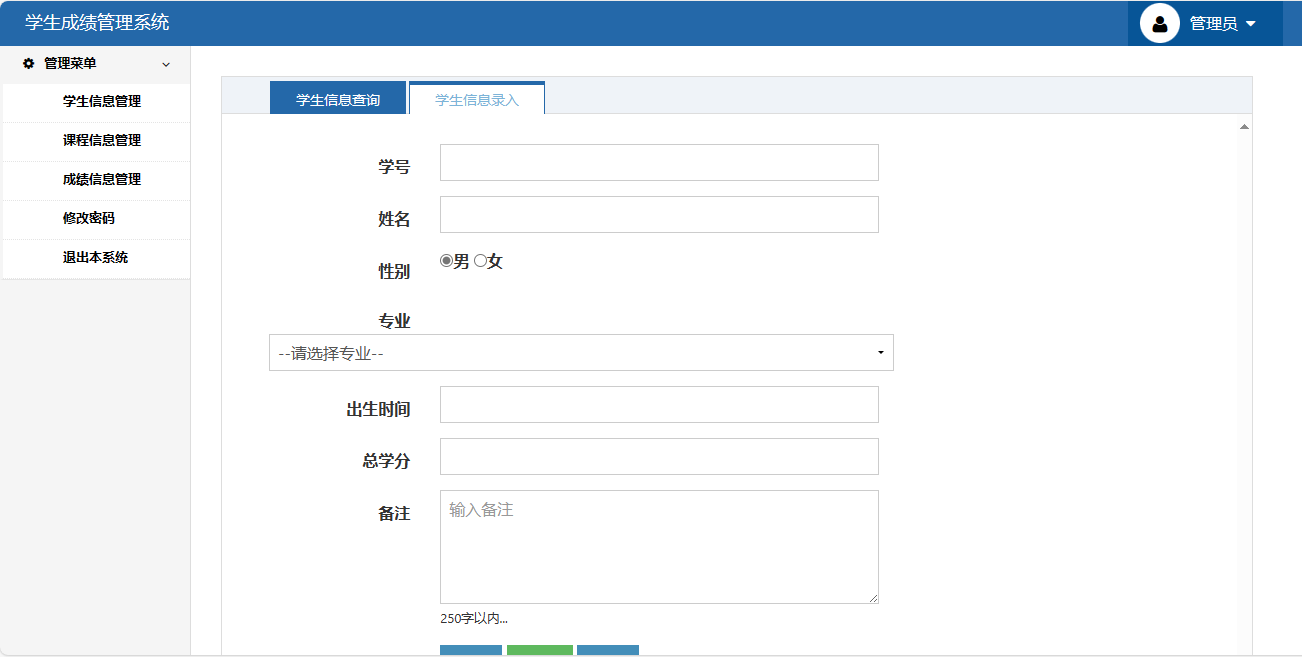 学生成绩管理系统
管理员
管理菜单
学生信息管理
课程信息管理
成绩信息管理
修改密码
退出本系统
学生信息查询
学生信息录入
学号
姓名
性别 男 女
专业
--请选择专业--
出生时间
总学分
备注
输入备注
250字以内...